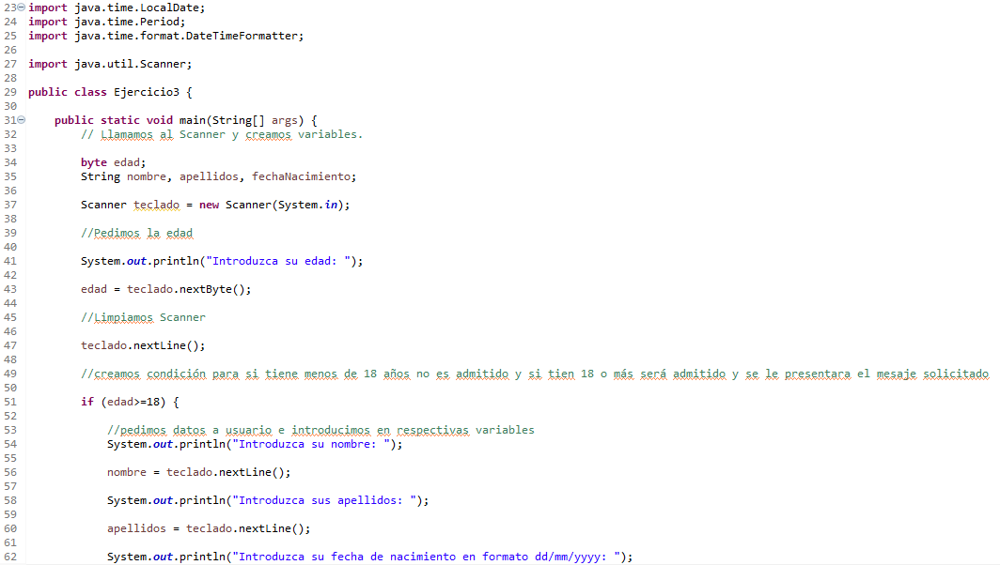 23 import java.time.LocalDate;
24 import java.time.Period;
25 import java.time.format.DateTimeFormatter;
26
27 import java.util.Scanner;
28
29 public class Ejercicio3 {
30
31 public static void main(String[] args) {
32 // Llamamos al Scanner y creamos variables.
33
34 byte edad;
35 String nombre, apellidos, fechaNacimiento;
36
37 Scanner teclado = new Scanner(System.in);
38
39 //Pedimos la edad
40
41 System.out.println("Introduzca su edad: ");
42
43 edad = teclado.nextByte();
44
45 //Limpiamos Scanner
46
47 teclado.nextLine();
48
49 //creamos condición para si tiene menos de 18 años no es admitido y si tien 18 o más será admitido y se le presentara el mesaje solicitado
50
51 if (edad>=18) {
52
53 //pedimos datos a usuario e introducimos en respectivas variables
54 System.out.println("Introduzca su nombre: ");
55
56 nombre = teclado.nextLine();
57
58 System.out.println("Introduzca sus apellidos: ");
59
60 apellidos = teclado.nextLine();
61
62 System.out.println("Introduzca su fecha de nacimiento en formato dd/mm/yyyy: ");